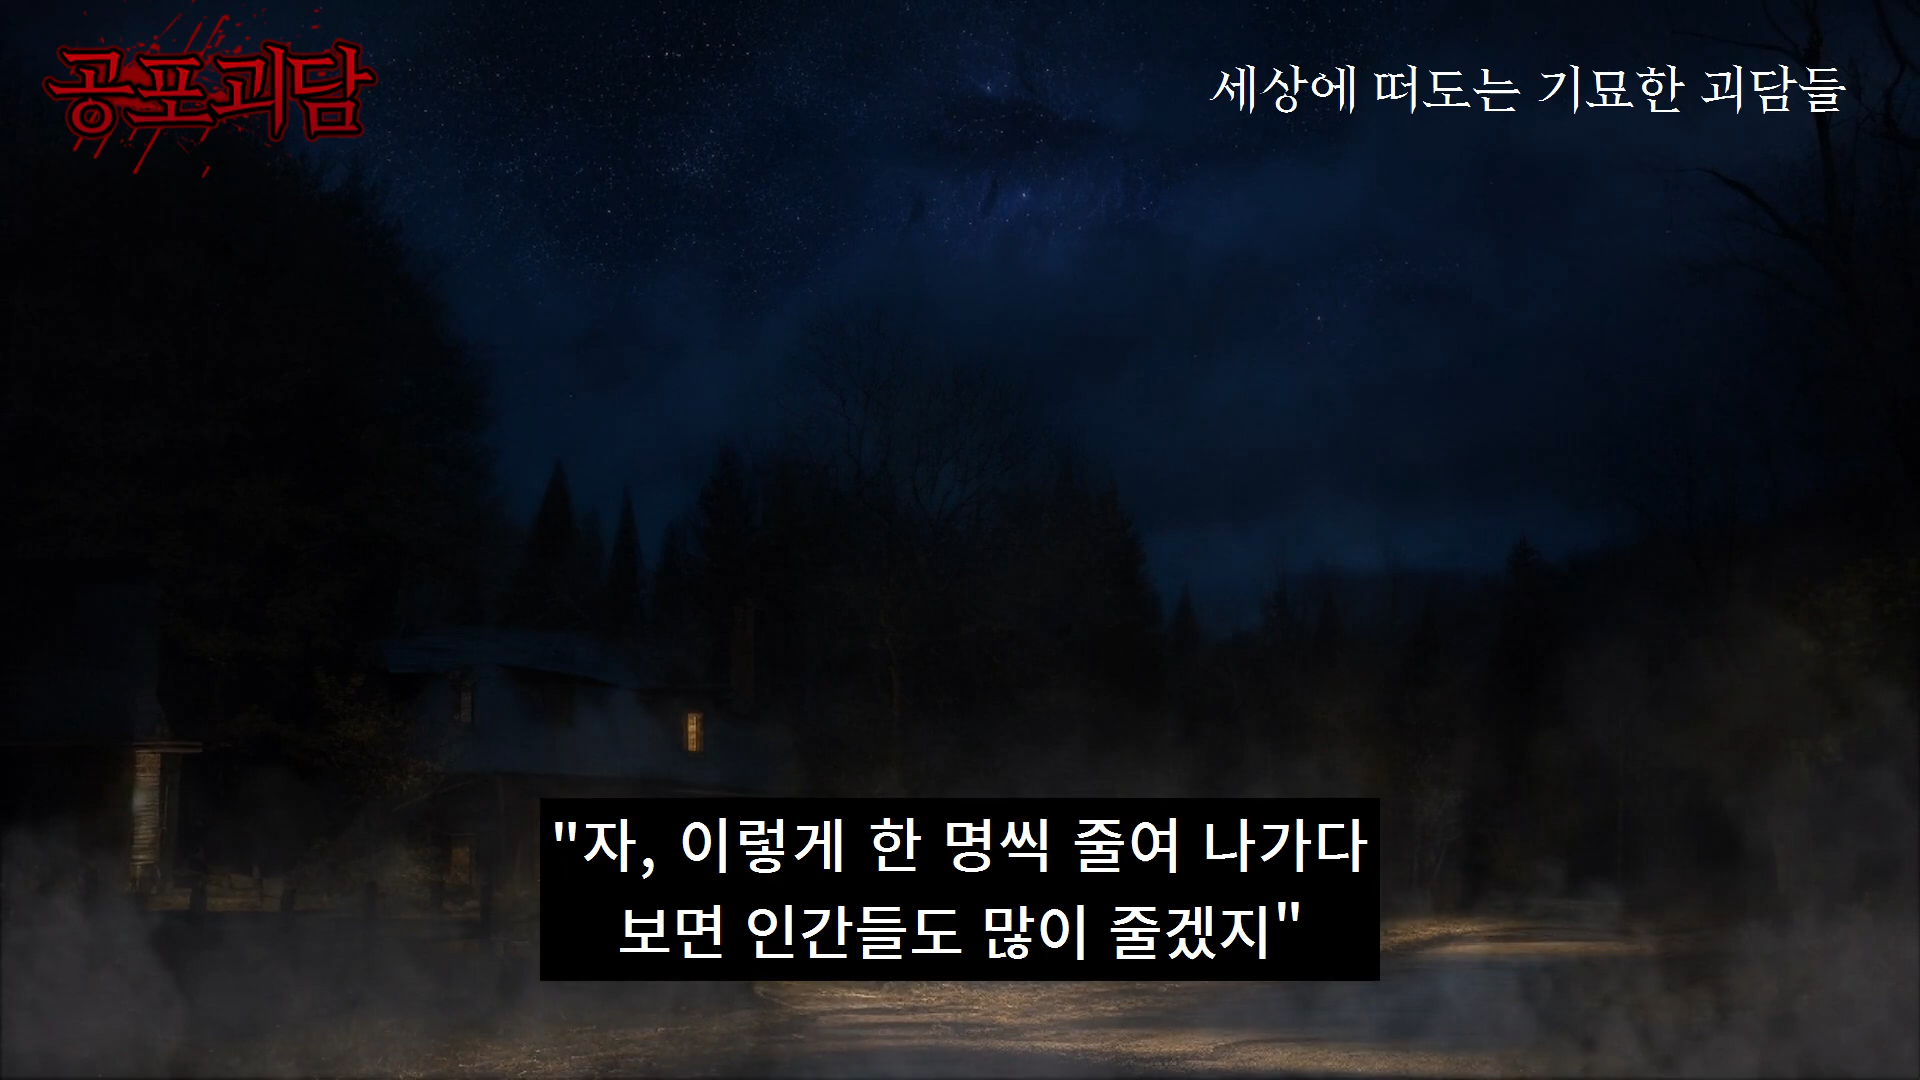 공포괴담
세상에 떠도는 기묘한 괴담들
"자, 이렇게 한 명씩 줄여 나가다
보면 인간들도 많이 줄겠지"